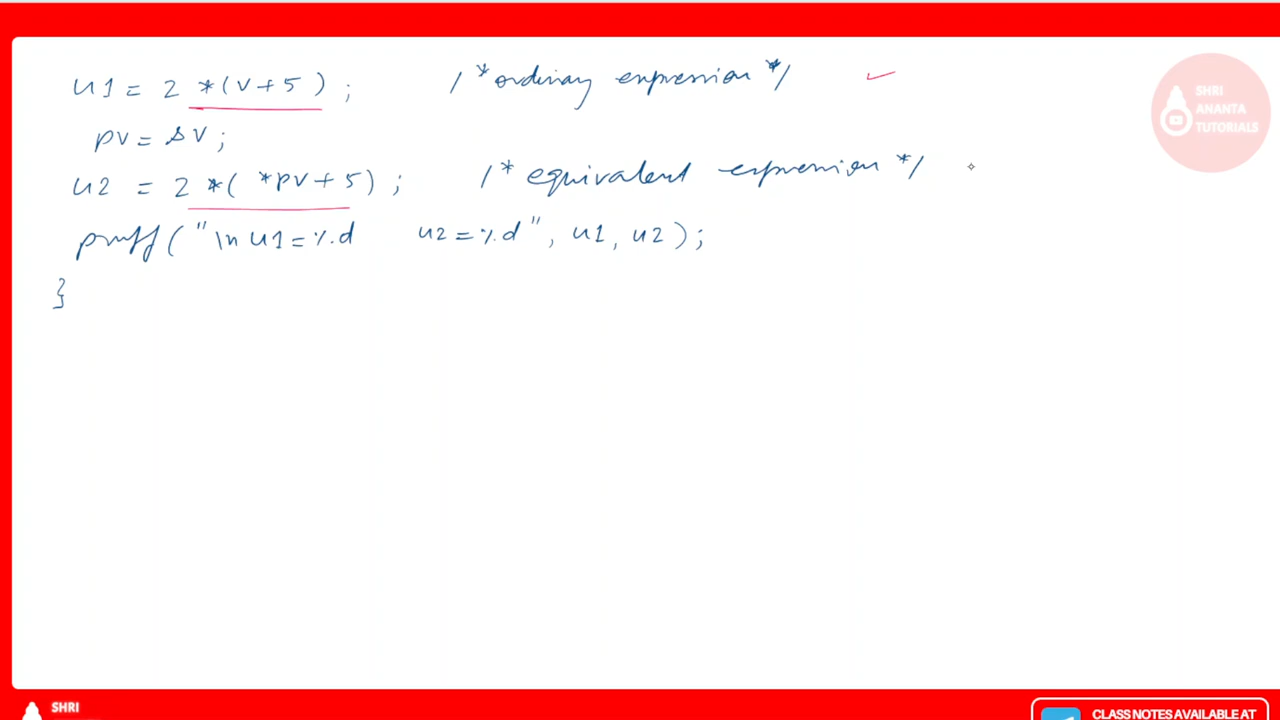 u1 = 2 *(v+5) ; /*ordinary expression */
pv = &v ;
u2 = 2 *( *pv+5) ; /* equivalent expression */
printf ( "\n u1=%d u2=%d" , u1, u2 ) ;
}
SHRI
ANANTA
TUTORIALS
SHRI
CLASS NOTES AVAILABLE AT